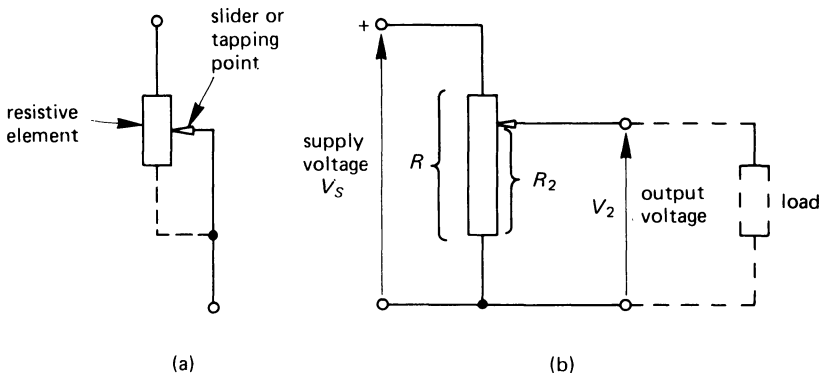 slider or
tapping
point
resistive
element
(a)
+
supply
voltage
V_S
R
R_2
V_2
output
voltage
load
(b)